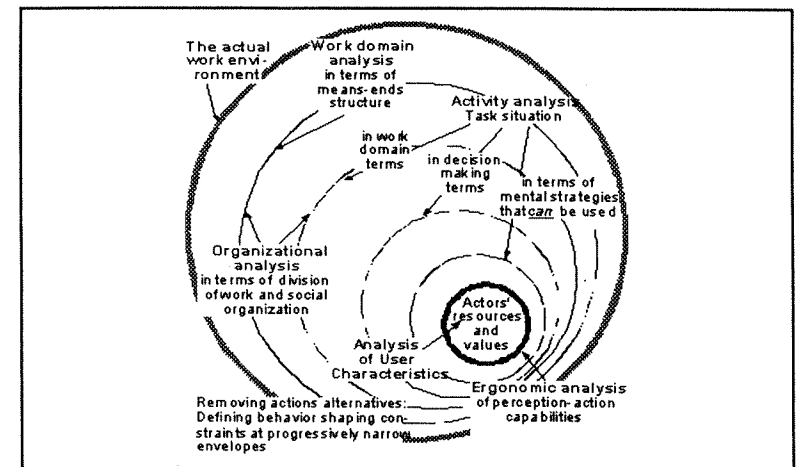 The actual
work envi-
ronment
Work domain
analysis
in terms of
means-ends
structure
Activity analysis
Task situation
in work
domain
terms
in decision
making
terms
in terms of
mental strategies
that can be used
Organizational
analysis
in terms of division
of work and social
organization
Actors'
resources
and
values
Analysis
of User
Characteristics
Ergonomic analysis
of perception-action
capabilities
Removing actions alternatives:
Defining behavior shaping con-
straints at progressively narrow
envelopes